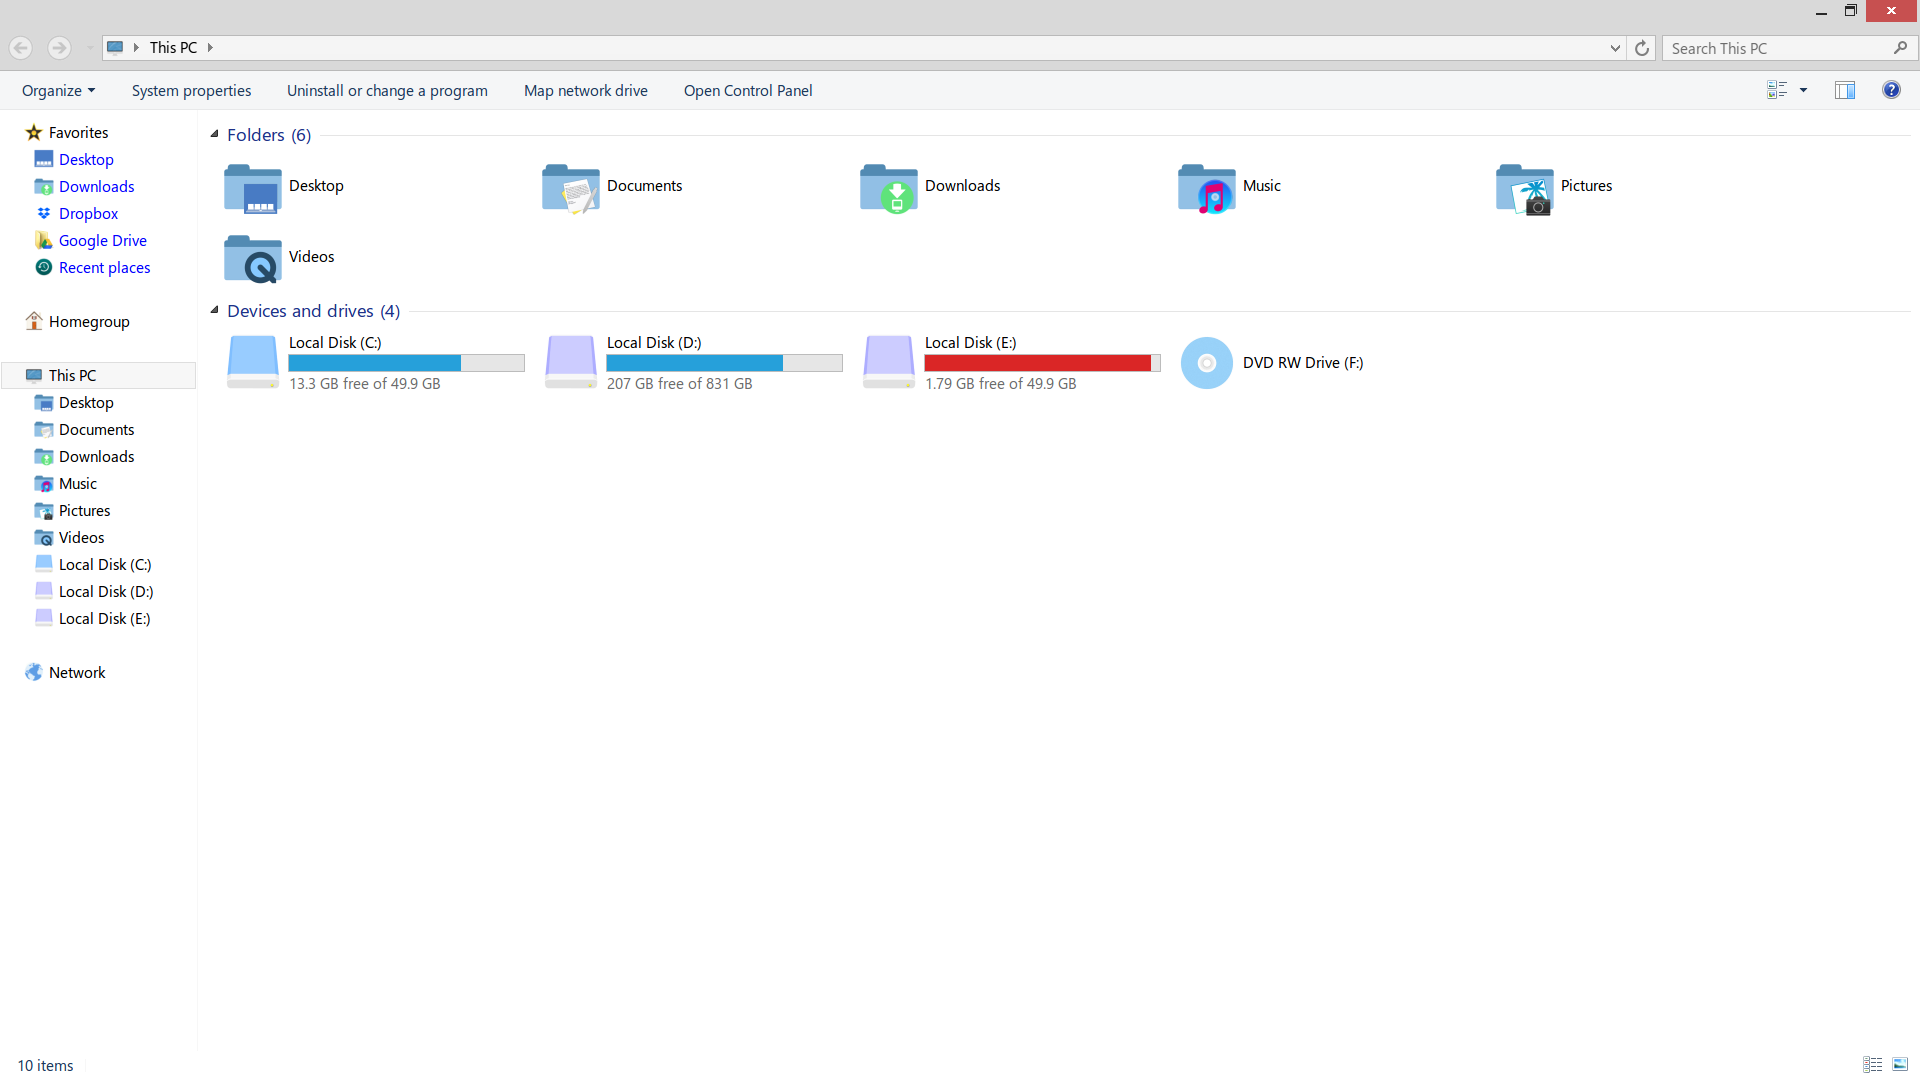 This PC
Search This PC
Organize
System properties
Uninstall or change a program
Map network drive
Open Control Panel
Favorites
Desktop
Downloads
Dropbox
Google Drive
Recent places
Homegroup
This PC
Desktop
Documents
Downloads
Music
Pictures
Videos
Local Disk (C:)
Local Disk (D:)
Local Disk (E:)
Network
Folders (6)
Desktop
Documents
Downloads
Music
Pictures
Videos
Devices and drives (4)
Local Disk (C:)
13.3 GB free of 49.9 GB
Local Disk (D:)
207 GB free of 831 GB
Local Disk (E:)
1.79 GB free of 49.9 GB
DVD RW Drive (F:)
10 items